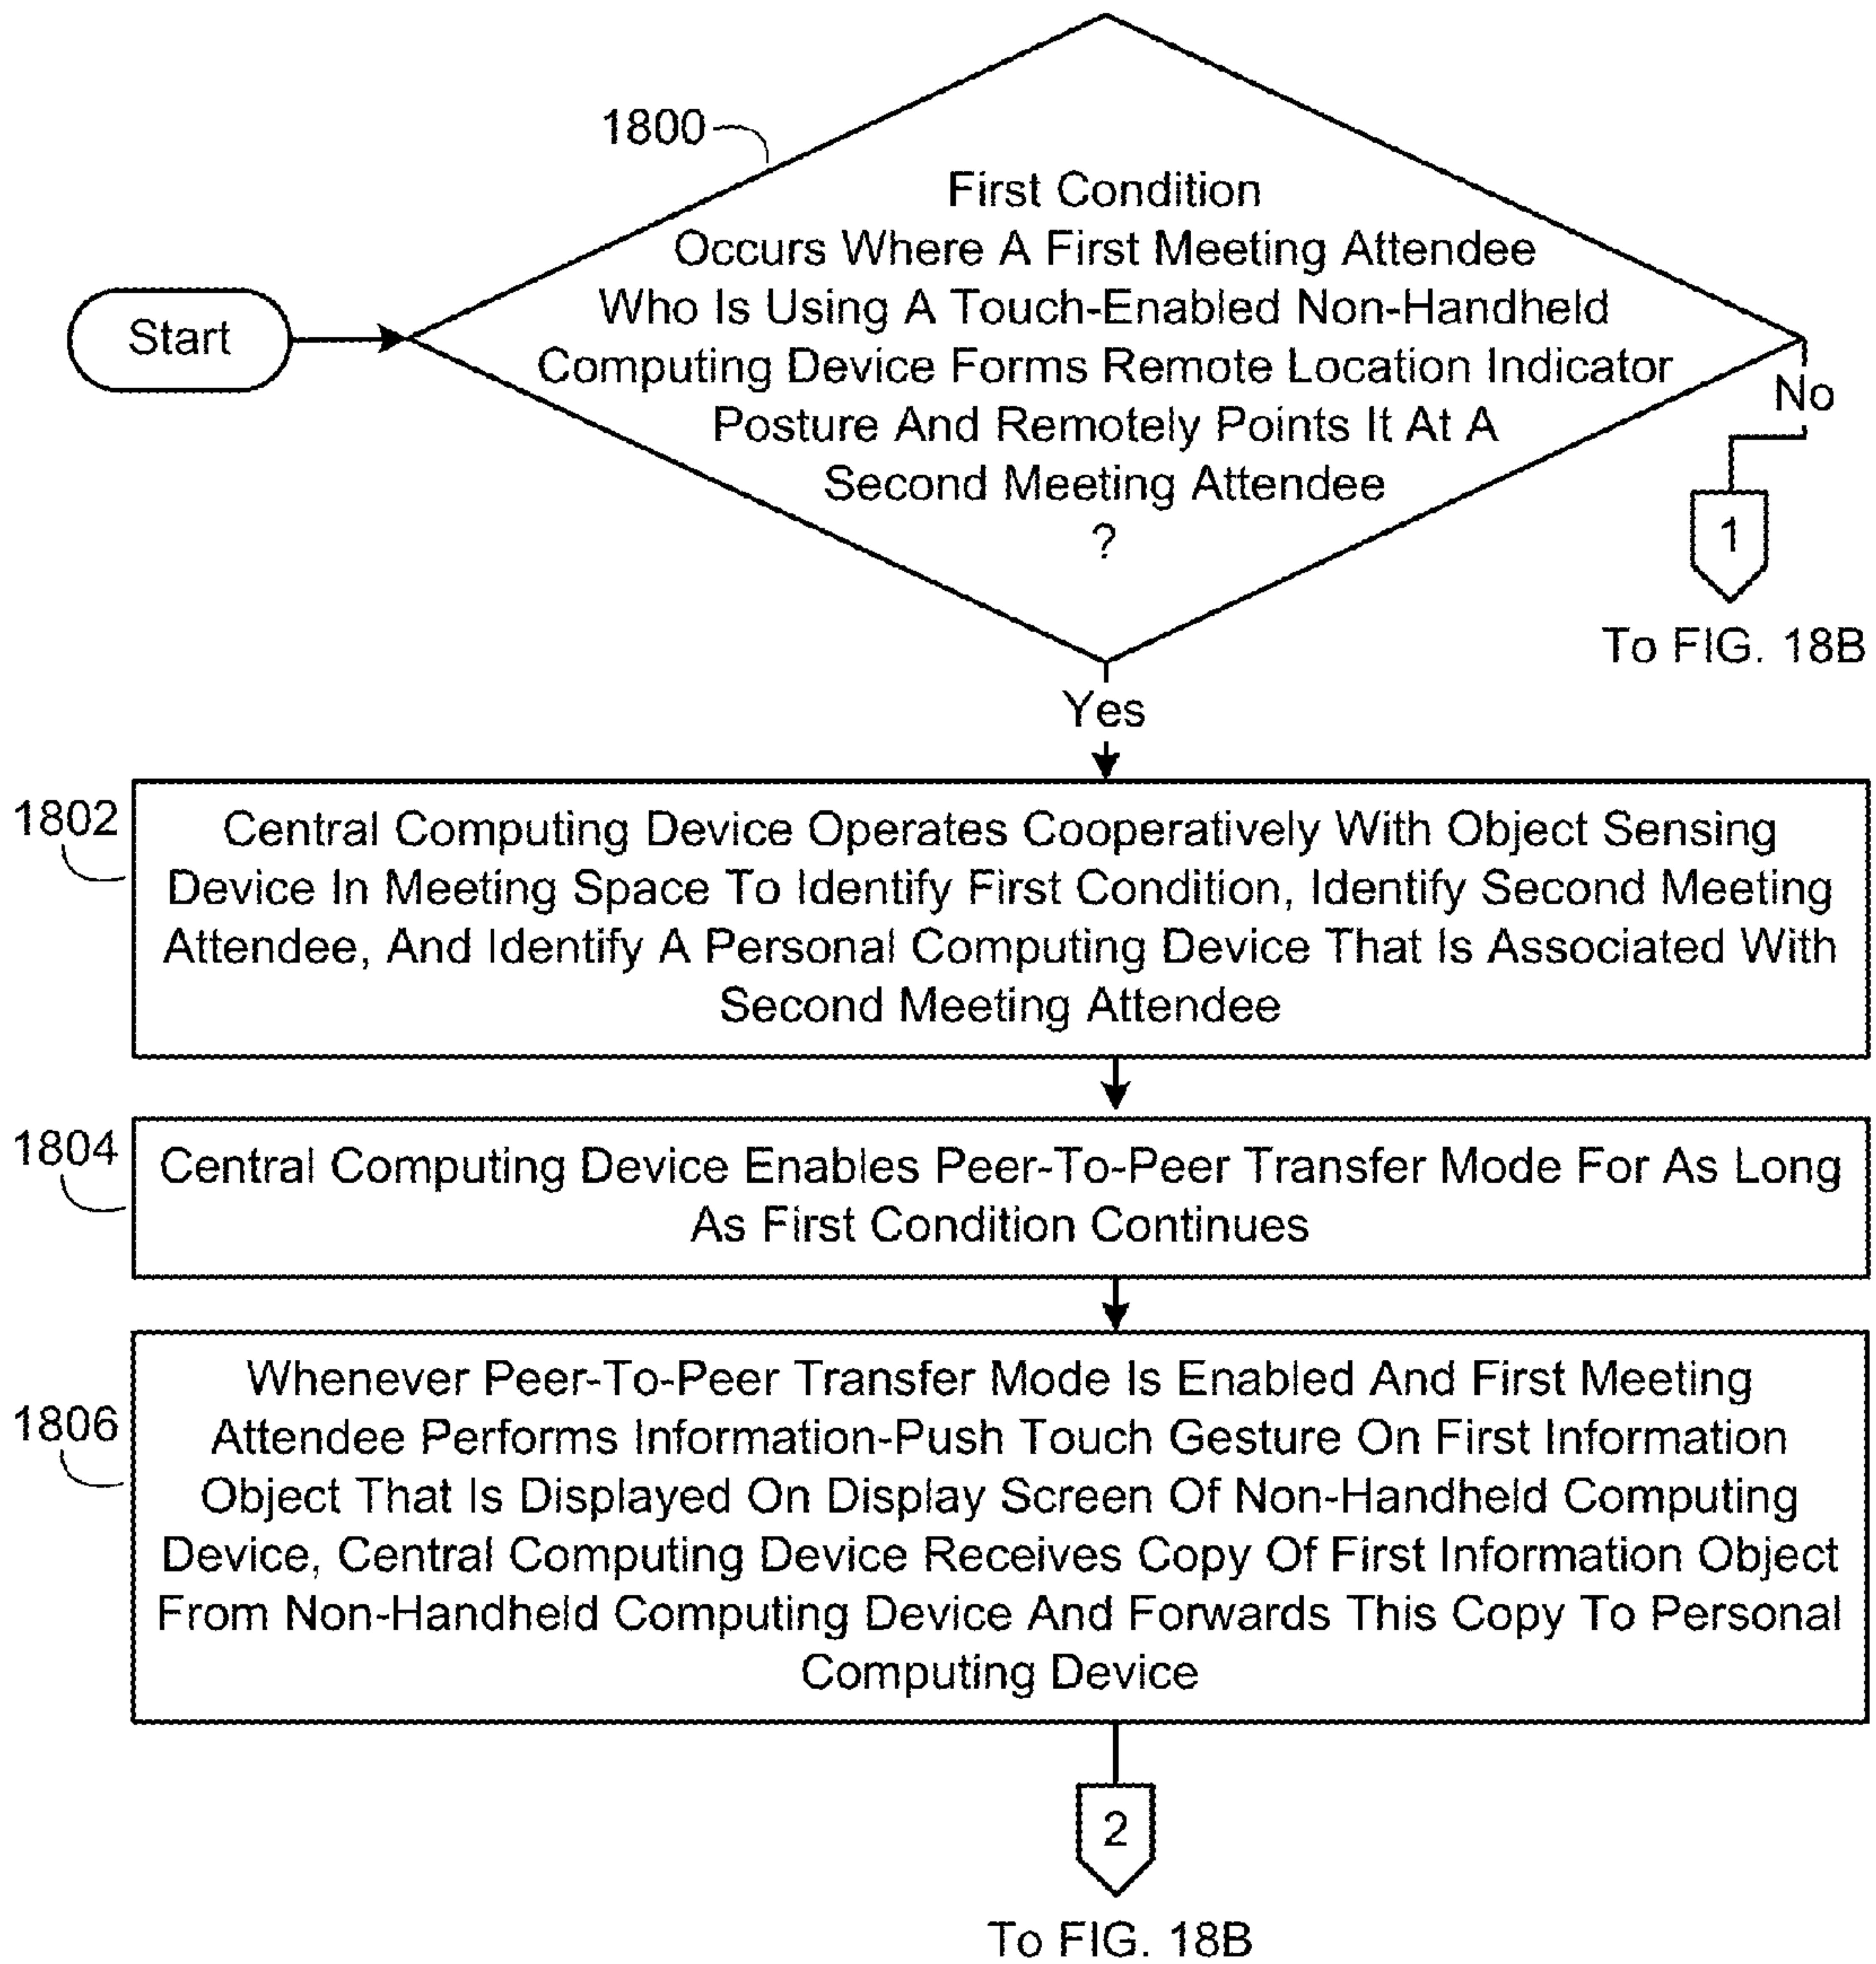 1800
First Condition
Occurs Where A First Meeting Attendee
Who Is Using A Touch-Enabled Non-Handheld
Computing Device Forms Remote Location Indicator
Posture And Remotely Points It At A
Second Meeting Attendee
?
Start
No
1
To FIG. 18B
Yes
1802
Central Computing Device Operates Cooperatively With Object Sensing
Device In Meeting Space To Identify First Condition, Identify Second Meeting
Attendee, And Identify A Personal Computing Device That Is Associated With
Second Meeting Attendee
1804
Central Computing Device Enables Peer-To-Peer Transfer Mode For As Long
As First Condition Continues
1806
Whenever Peer-To-Peer Transfer Mode Is Enabled And First Meeting
Attendee Performs Information-Push Touch Gesture On First Information
Object That Is Displayed On Display Screen Of Non-Handheld Computing
Device, Central Computing Device Receives Copy Of First Information Object
From Non-Handheld Computing Device And Forwards This Copy To Personal
Computing Device
2
To FIG. 18B